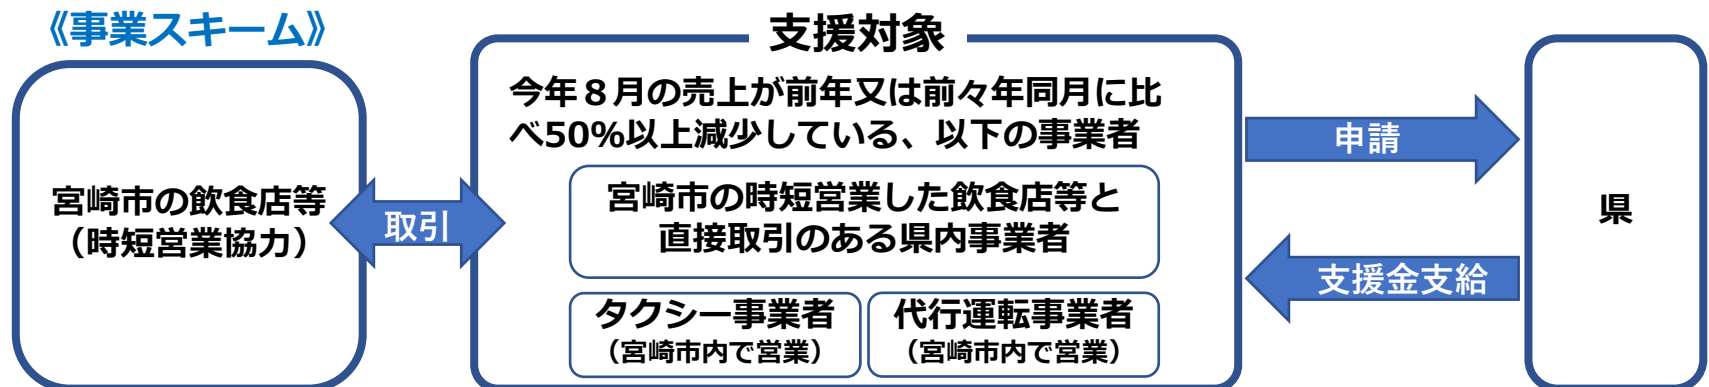 《事業スキーム》
宮崎市の飲食店等
（時短営業協力）
取引
支援対象
今年８月の売上が前年又は前々年同月に比
べ50%以上減少している、以下の事業者
宮崎市の時短営業した飲食店等と
直接取引のある県内事業者
タクシー事業者
（宮崎市内で営業）
代行運転事業者
（宮崎市内で営業）
申請
支援金支給
県